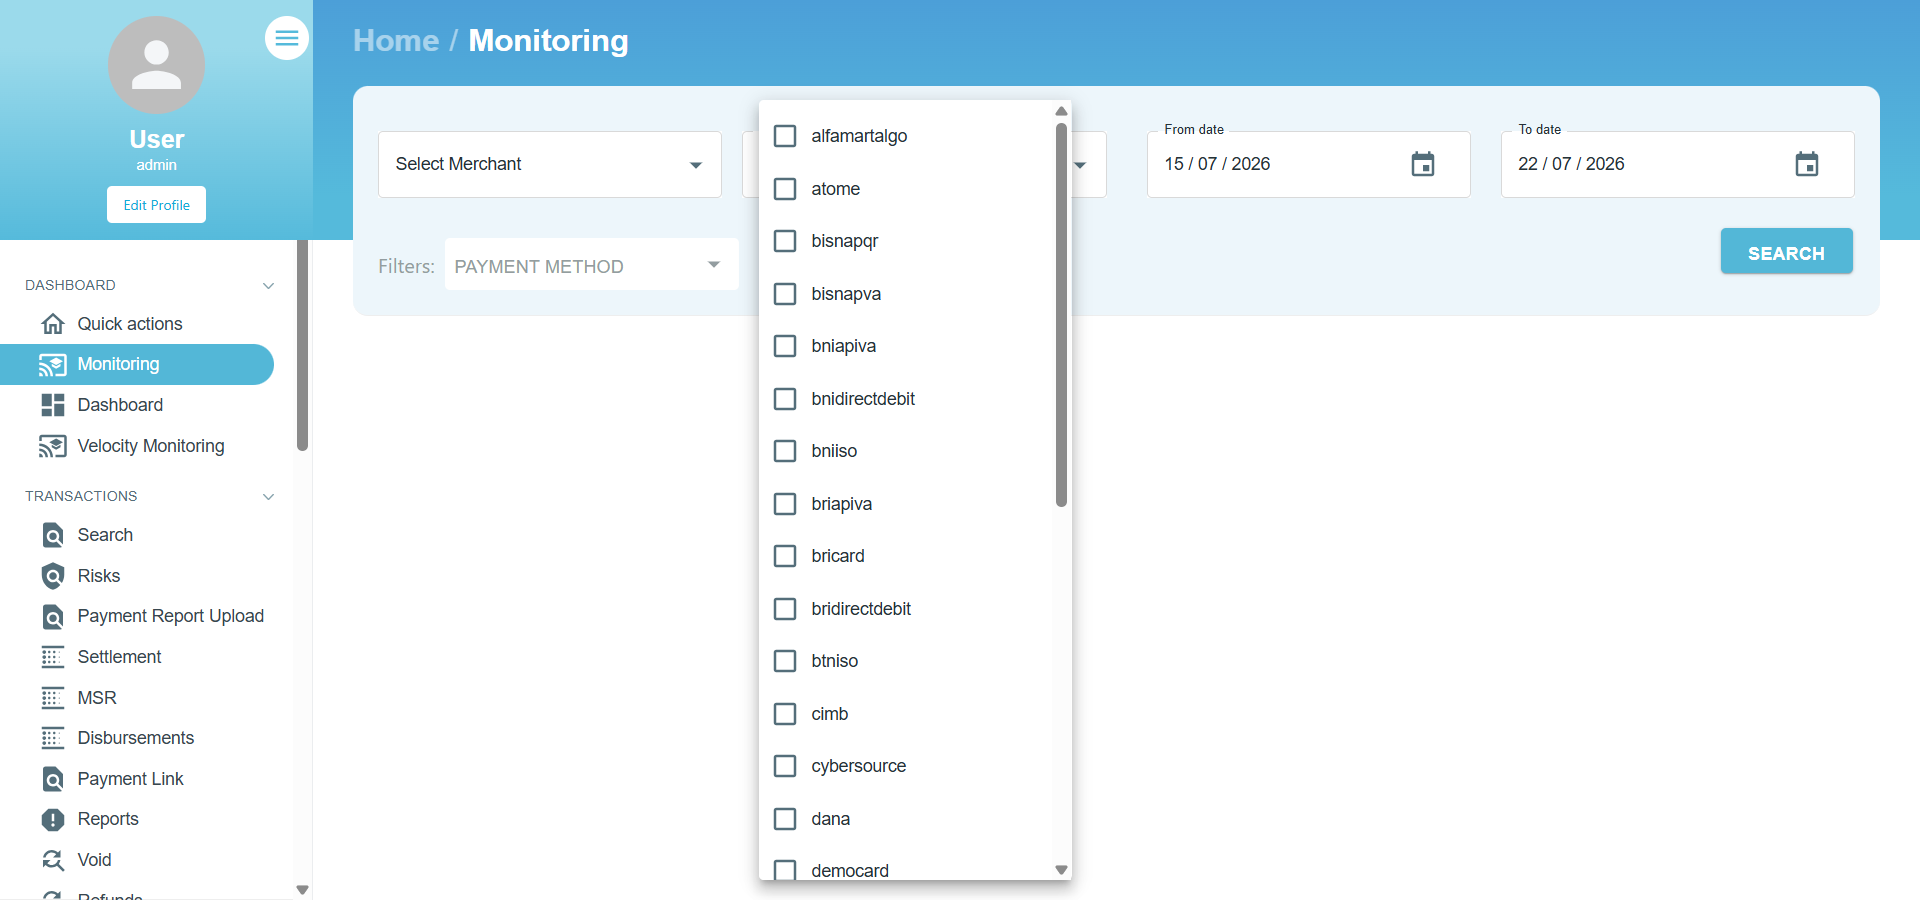 User
admin
Edit Profile
DASHBOARD
Quick actions
Monitoring
Dashboard
Velocity Monitoring
TRANSACTIONS
Search
Risks
Payment Report Upload
Settlement
MSR
Disbursements
Payment Link
Reports
Void
Refunds
Home / Monitoring
Select Merchant
From date
15 / 07 / 2026
To date
22 / 07 / 2026
Filters: PAYMENT METHOD
SEARCH
alfamartalgo
atome
bisnapqr
bisnapva
bniapiva
bnidirectdebit
bniiso
briapiva
bricard
bridirectdebit
btniso
cimb
cybersource
dana
democard